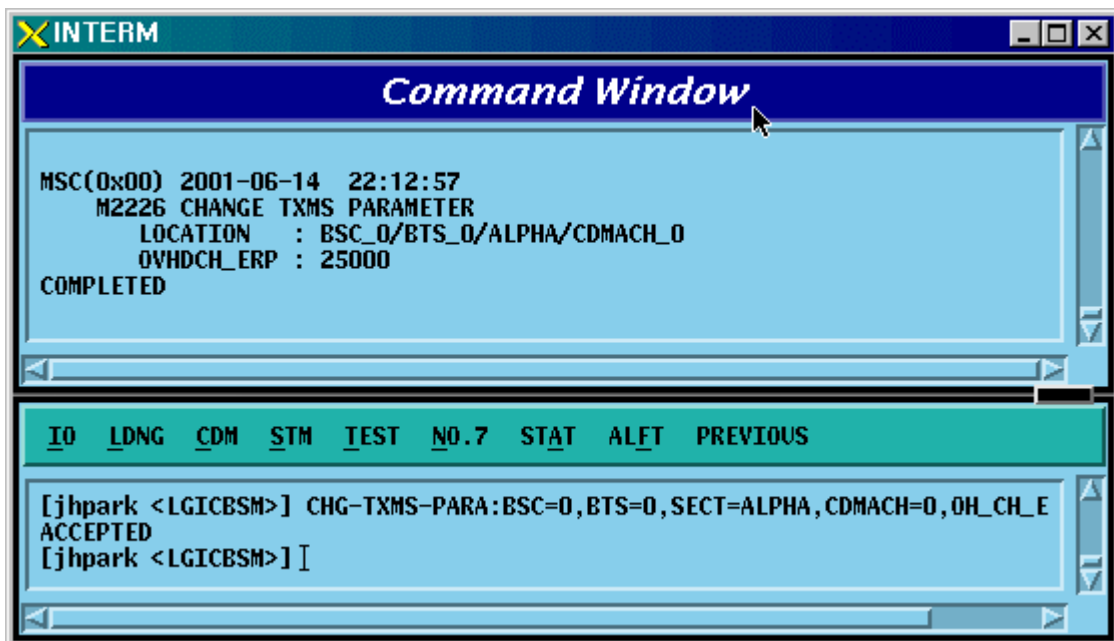 INTERM
Command Window
MSC(0x00) 2001-06-14 22:12:57
M2226 CHANGE TXMS PARAMETER
LOCATION : BSC_0/BTS_0/ALPHA/CDMACH_0
OVHDCH_ERP : 25000
COMPLETED
IO LDNG CDM STM TEST NO.7 STAT ALFT PREVIOUS
[jhpark <LGICBSM>] CHG-TXMS-PARA:BSC=0,BTS=0,SECT=ALPHA,CDMACH=0,OH_CH_E
ACCEPTED
[jhpark <LGICBSM>]